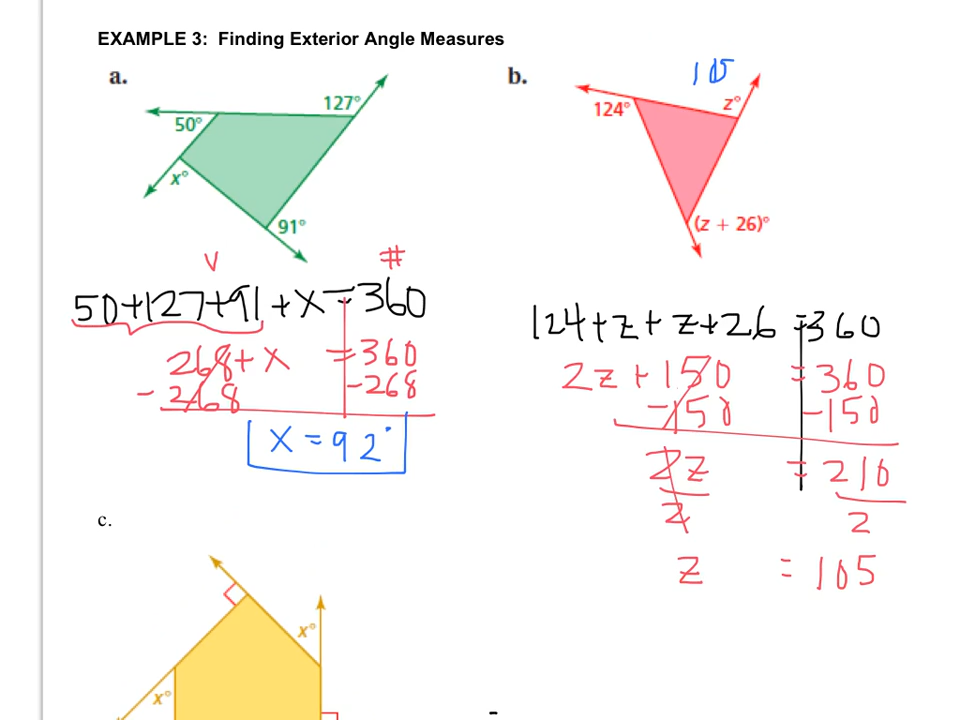 EXAMPLE 3: Finding Exterior Angle Measures
a.
127°
50°
x°
91°
V
#
50+127+91+x=360
268+x=360
-268 -268
x=92°
b.
105
124°
z°
(z + 26)°
124+z+z+26=360
2z+150=360
-150 -150
2z=210
2 2
z=105
c.
x°
x°